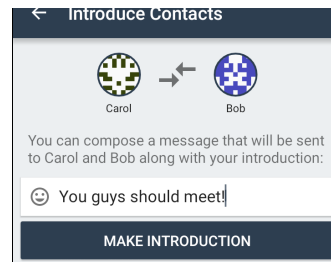 Introduce Contacts
Carol
Bob
You can compose a message that will be sent
to Carol and Bob along with your introduction:
You guys should meet!
MAKE INTRODUCTION